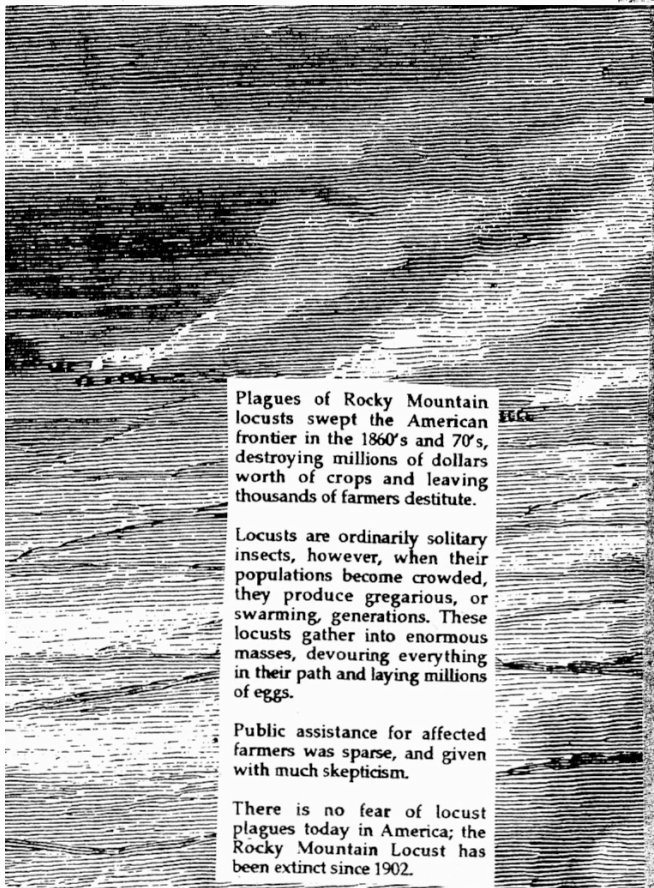 Plagues of Rocky Mountain
locusts swept the American
frontier in the 1860's and 70's,
destroying millions of dollars
worth of crops and leaving
thousands of farmers destitute.
Locusts are ordinarily solitary
insects, however, when their
populations become crowded,
they produce gregarious, or
swarming, generations. These
locusts gather into enormous
masses, devouring everything
in their path and laying millions
of eggs.
Public assistance for affected
farmers was sparse, and given
with much skepticism.
There is no fear of locust
plagues today in America; the
Rocky Mountain Locust has
been extinct since 1902.